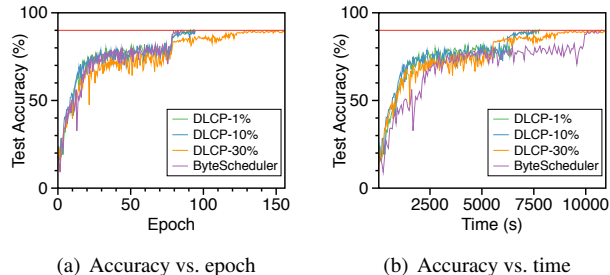 Test Accuracy (%)
100
50
0
DLCP-1%
DLCP-10%
DLCP-30%
ByteScheduler
0 50 100 150
Epoch
(a) Accuracy vs. epoch
Test Accuracy (%)
100
50
0
DLCP-1%
DLCP-10%
DLCP-30%
ByteScheduler
2500 5000 7500 10000
Time (s)
(b) Accuracy vs. time